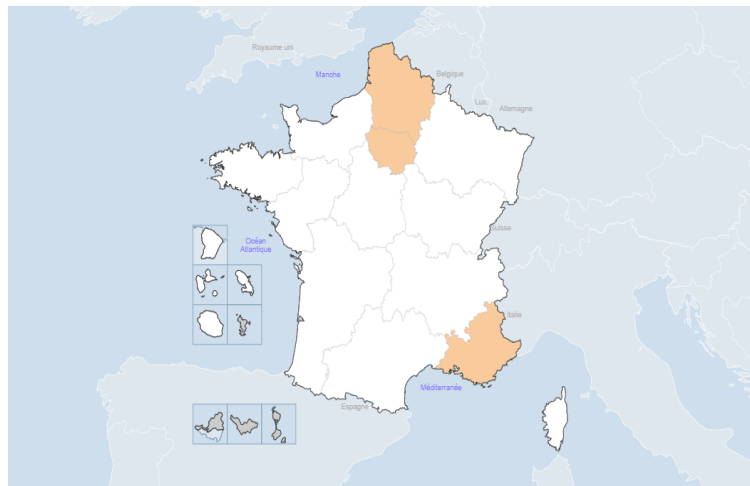 Royaume uni
Manche
Belgique
Lux.
Allemagne
Océan
Atlantique
Suisse
Italie
Méditerranée
Espagne